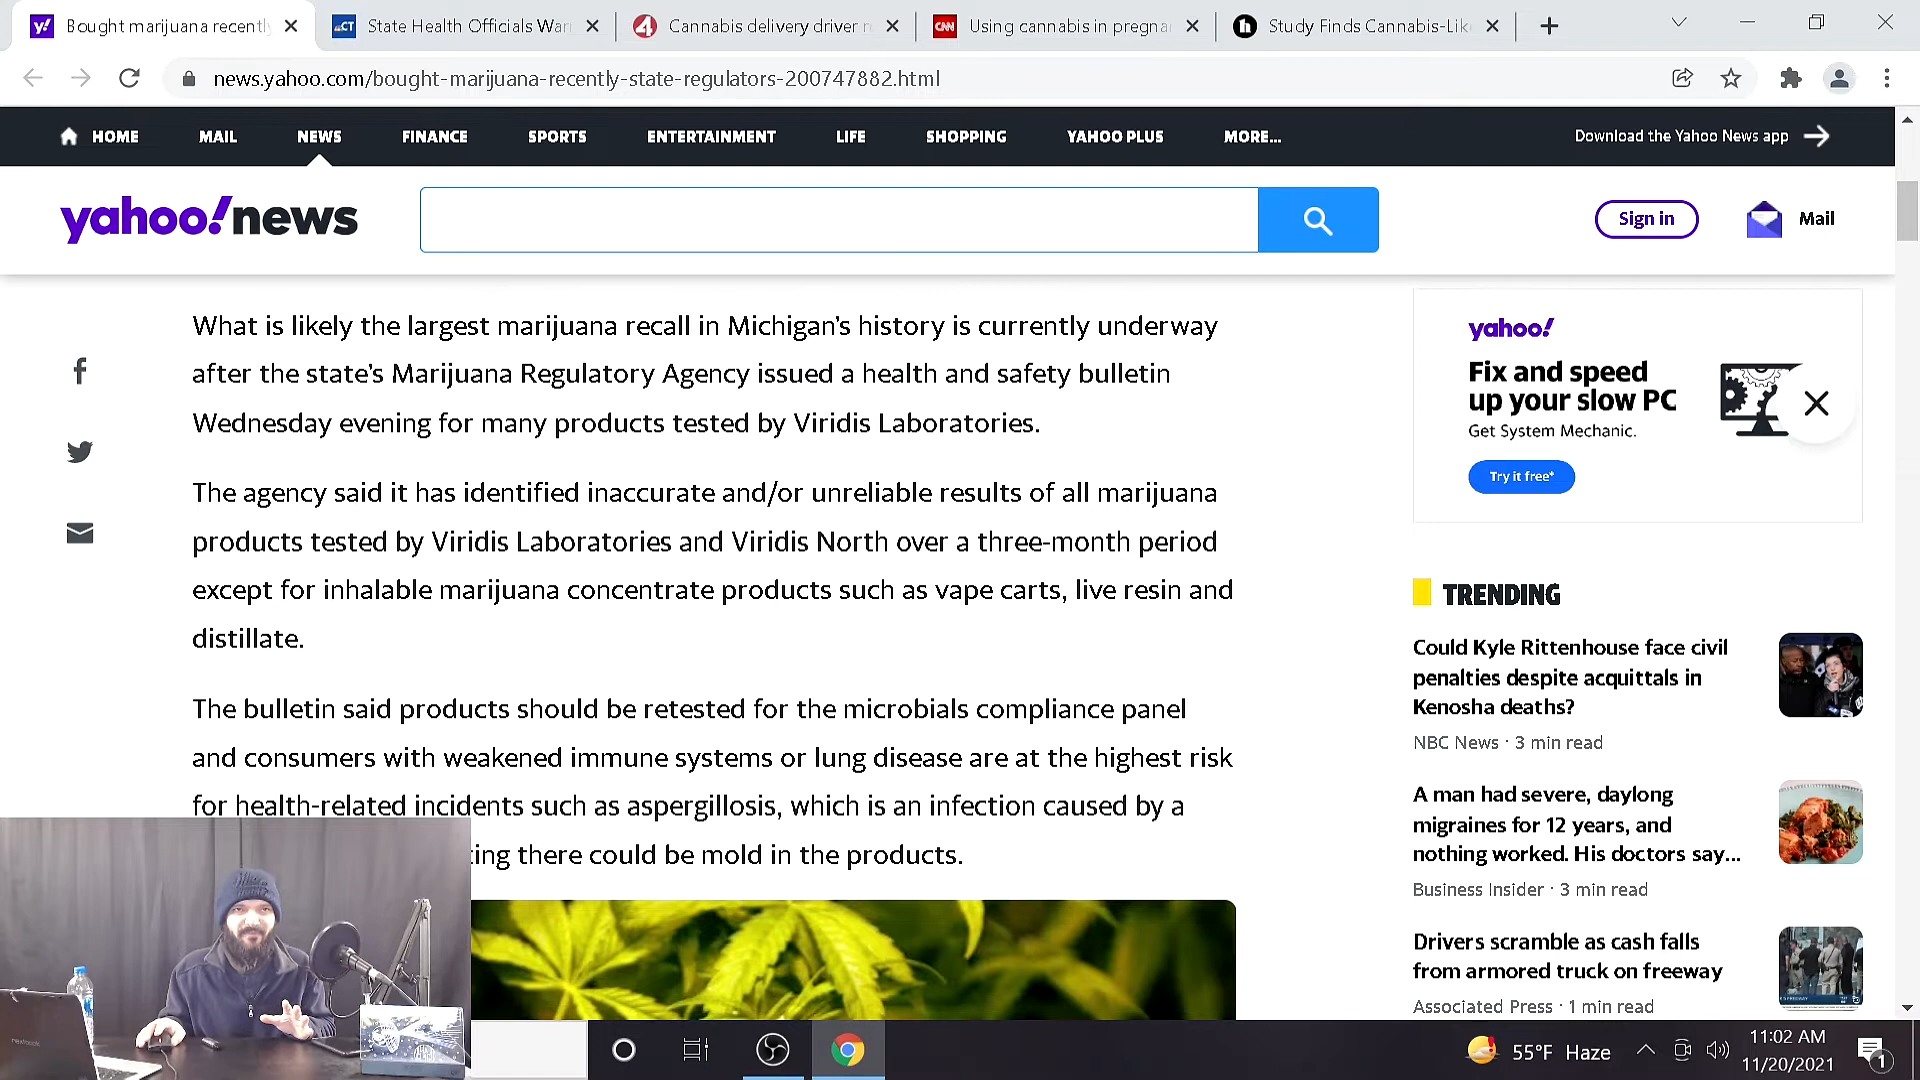 Bought marijuana recentl
State Health Officials War
Cannabis delivery driver r
CNN
Using cannabis in pregna
Study Finds Cannabis-Lik
news.yahoo.com/bought-marijuana-recently-state-regulators-200747882.html
HOME
MAIL
NEWS
FINANCE
SPORTS
ENTERTAINMENT
LIFE
SHOPPING
YAHOO PLUS
MORE...
Download the Yahoo News app
yahoo!news
Sign in
Mail
What is likely the largest marijuana recall in Michigan's history is currently underway
after the state's Marijuana Regulatory Agency issued a health and safety bulletin
Wednesday evening for many products tested by Viridis Laboratories.
The agency said it has identified inaccurate and/or unreliable results of all marijuana
products tested by Viridis Laboratories and Viridis North over a three-month period
except for inhalable marijuana concentrate products such as vape carts, live resin and
distillate.
The bulletin said products should be retested for the microbials compliance panel
and consumers with weakened immune systems or lung disease are at the highest risk
for health-related incidents such as aspergillosis, which is an infection caused by a
ting there could be mold in the products.
yahoo!
Fix and speed
up your slow PC
Get System Mechanic.
Try it free*
TRENDING
Could Kyle Rittenhouse face civil
penalties despite acquittals in
Kenosha deaths?
NBC News · 3 min read
A man had severe, daylong
migraines for 12 years, and
nothing worked. His doctors say...
Business Insider · 3 min read
Drivers scramble as cash falls
from armored truck on freeway
Associated Press · 1 min read
55°F Haze
11:02 AM
11/20/2021
1